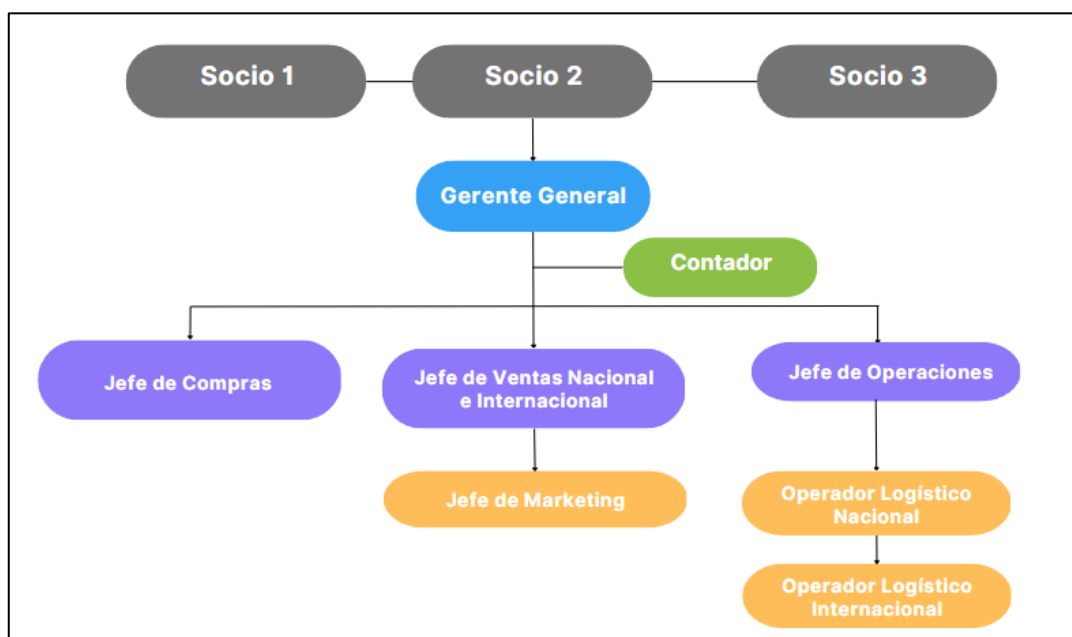 Socio 1
Socio 2
Socio 3
Gerente General
Contador
Jefe de Compras
Jefe de Ventas Nacional
e Internacional
Jefe de Operaciones
Jefe de Marketing
Operador Logístico
Nacional
Operador Logístico
Internacional